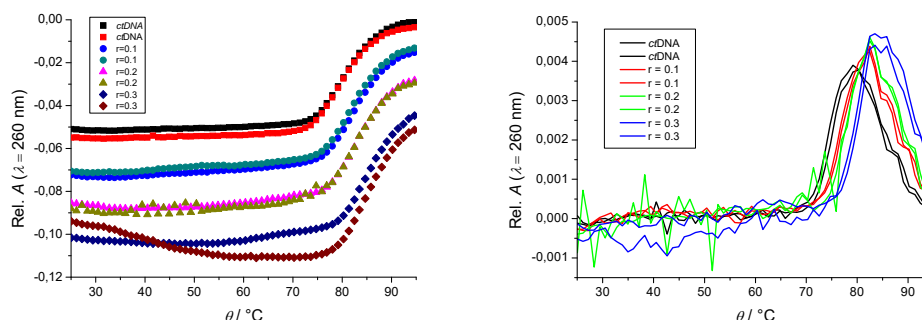 0,00
-0,02
-0,04
-0,06
-0,08
-0,10
-0,12
Rel. A (λ = 260 nm)
ctDNA
ctDNA
r=0.1
r=0.1
r=0.2
r=0.2
r=0.3
r=0.3
30 40 50 60 70 80 90
θ / °C
0,005
0,004
0,003
0,002
0,001
0,000
-0,001
Rel. A (λ = 260 nm)
ctDNA
ctDNA
r = 0.1
r = 0.1
r = 0.2
r = 0.2
r = 0.3
r = 0.3
30 40 50 60 70 80 90
θ / °C